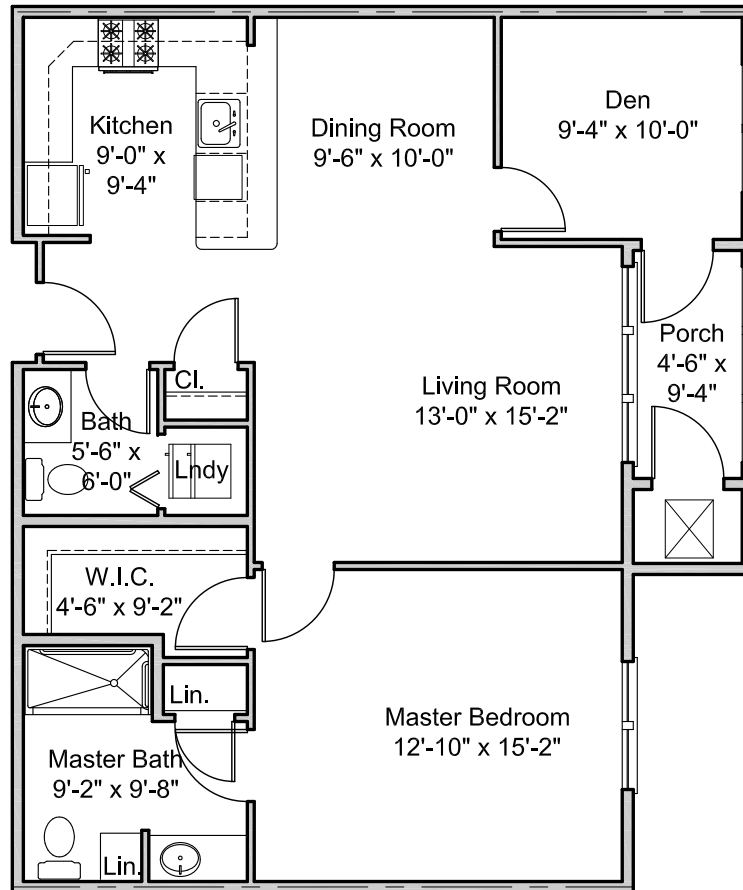 Kitchen
9'-0" x
9'-4"
Dining Room
9'-6" x 10'-0"
Den
9'-4" x 10'-0"
Porch
4'-6" x
9'-4"
Living Room
13'-0" x 15'-2"
Cl.
Bath
5'-6" x
6'-0"
Lndy
W.I.C.
4'-6" x 9'-2"
Lin.
Master Bedroom
12'-10" x 15'-2"
Master Bath
9'-2" x 9'-8"
Lin.